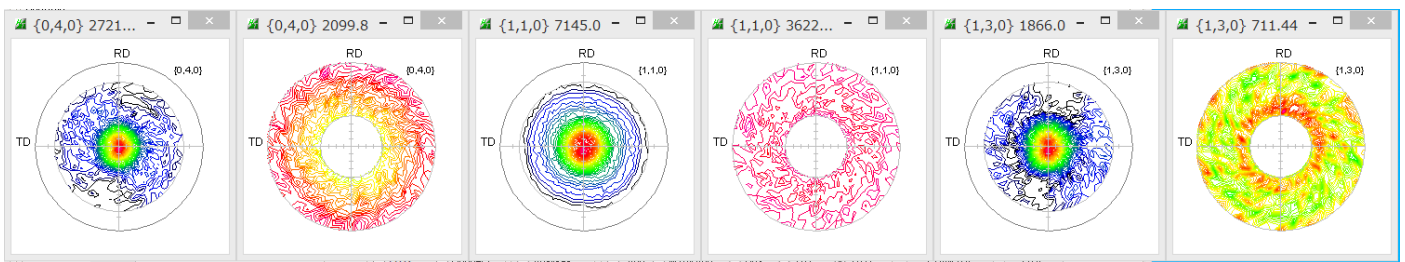 {0,4,0} 2721...
RD
{0,4,0}
TD
{0,4,0} 2099.8
RD
{0,4,0}
TD
{1,1,0} 7145.0
RD
{1,1,0}
TD
{1,1,0} 3622...
RD
{1,1,0}
TD
{1,3,0} 1866.0
RD
{1,3,0}
TD
{1,3,0} 711.44
RD
{1,3,0}
TD